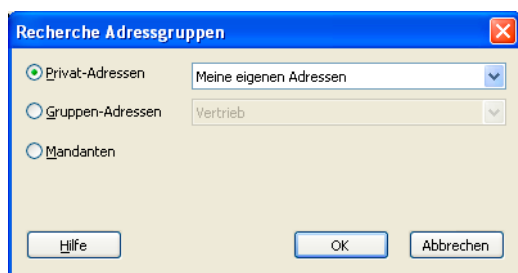 Recherche Adressgruppen
Privat-Adressen Meine eigenen Adressen
Gruppen-Adressen Vertrieb
Mandanten
Hilfe OK Abbrechen